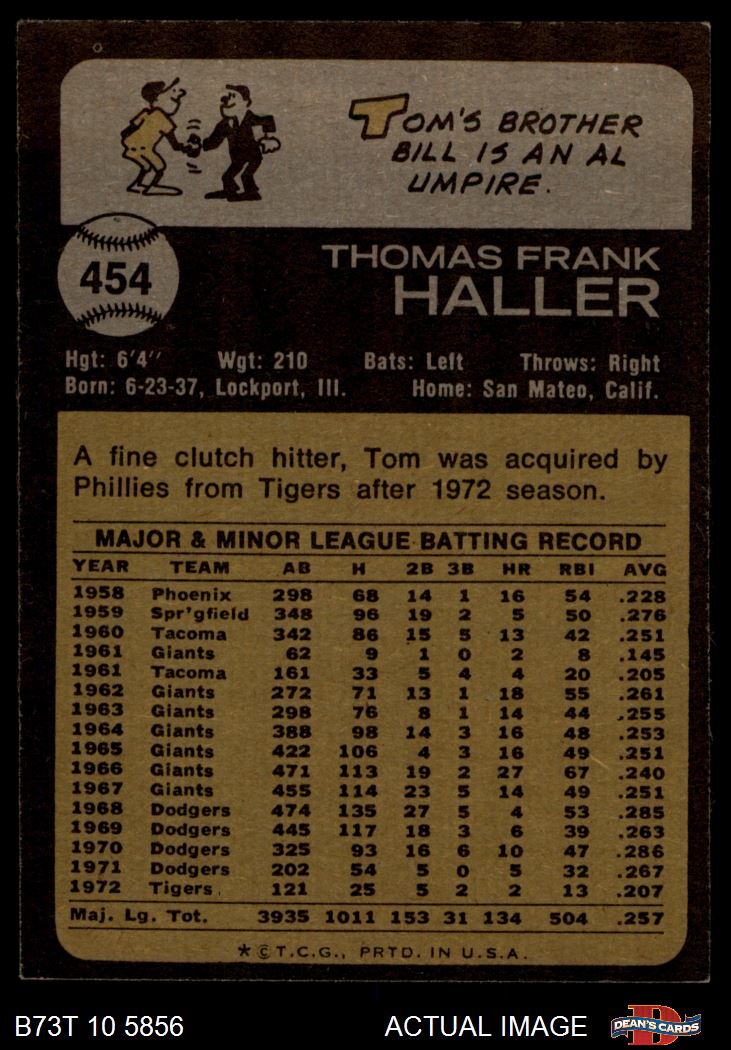 TOM'S BROTHER
BILL IS AN AL
UMPIRE.
454
THOMAS FRANK
HALLER
Hgt: 6'4" Wgt: 210 Bats: Left Throws: Right
Born: 6-23-37, Lockport, Ill. Home: San Mateo, Calif.
A fine clutch hitter, Tom was acquired by
Phillies from Tigers after 1972 season.
MAJOR & MINOR LEAGUE BATTING RECORD
YEAR TEAM AB H 2B 3B HR RBI AVG
1958 Phoenix 298 68 14 1 16 54 .228
1959 Spr'gfield 348 96 19 2 5 50 .276
1960 Tacoma 342 86 15 5 13 42 .251
1961 Giants 62 9 1 0 2 8 .145
1961 Tacoma 161 33 5 4 4 20 .205
1962 Giants 272 71 13 1 18 55 .261
1963 Giants 298 76 8 1 14 44 .255
1964 Giants 388 98 14 3 16 48 .253
1965 Giants 422 106 4 3 16 49 .251
1966 Giants 471 113 19 2 27 67 .240
1967 Giants 455 114 23 5 14 49 .251
1968 Dodgers 474 135 27 5 4 53 .285
1969 Dodgers 445 117 18 3 6 39 .263
1970 Dodgers 325 93 16 6 10 47 .286
1971 Dodgers 202 54 5 0 5 32 .267
1972 Tigers 121 25 5 2 2 13 .207
Maj. Lg. Tot. 3935 1011 153 31 134 504 .257
*© T.C.G., PRTD. IN U.S.A.
B73T 10 5856 ACTUAL IMAGE D DEAN'S CARDS